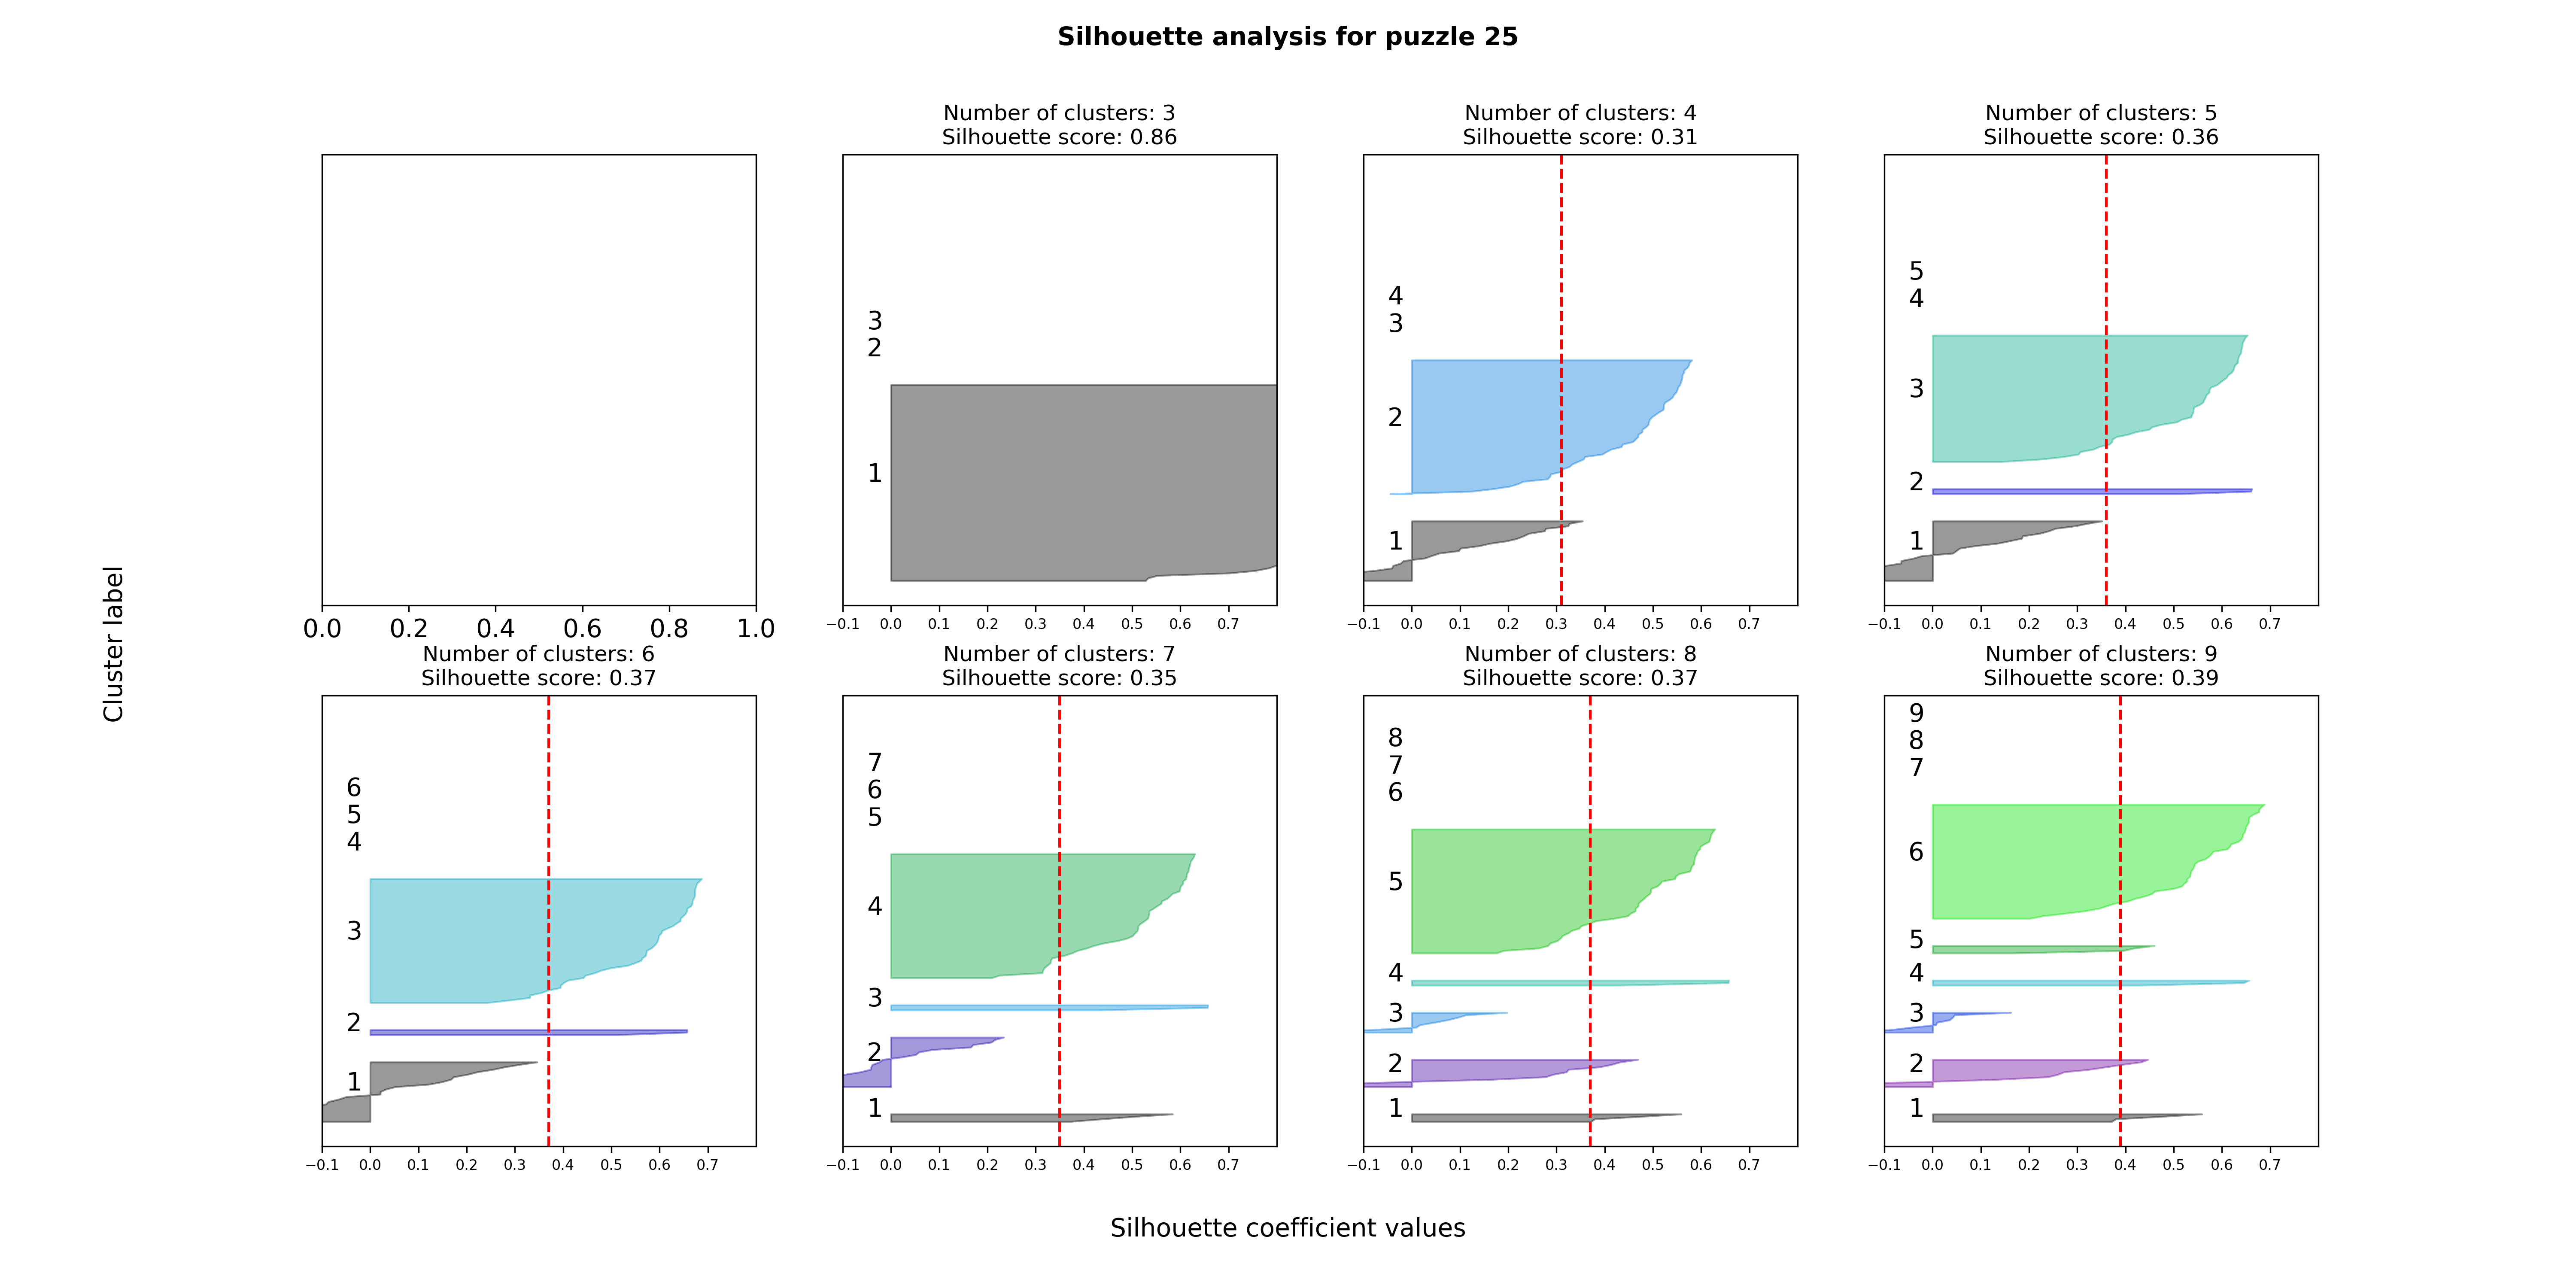 Silhouette analysis for puzzle 25
Number of clusters: 3
Silhouette score: 0.86
Number of clusters: 4
Silhouette score: 0.31
Number of clusters: 5
Silhouette score: 0.36
3
2
1
4
3
2
1
5
4
3
2
1
0.0 0.2 0.4 0.6 0.8 1.0
−0.1 0.0 0.1 0.2 0.3 0.4 0.5 0.6 0.7
−0.1 0.0 0.1 0.2 0.3 0.4 0.5 0.6 0.7
−0.1 0.0 0.1 0.2 0.3 0.4 0.5 0.6 0.7
Cluster label
Number of clusters: 6
Silhouette score: 0.37
Number of clusters: 7
Silhouette score: 0.35
Number of clusters: 8
Silhouette score: 0.37
Number of clusters: 9
Silhouette score: 0.39
6
5
4
3
2
1
7
6
5
4
3
2
1
8
7
6
5
4
3
2
1
9
8
7
6
5
4
3
2
1
−0.1 0.0 0.1 0.2 0.3 0.4 0.5 0.6 0.7
−0.1 0.0 0.1 0.2 0.3 0.4 0.5 0.6 0.7
−0.1 0.0 0.1 0.2 0.3 0.4 0.5 0.6 0.7
−0.1 0.0 0.1 0.2 0.3 0.4 0.5 0.6 0.7
Silhouette coefficient values